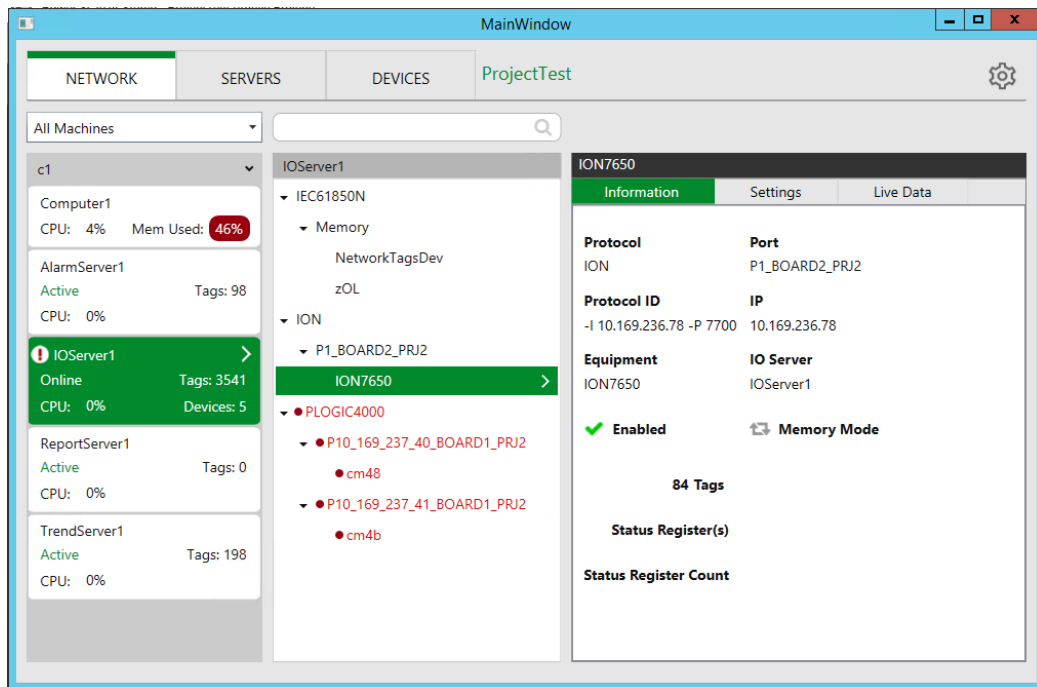 MainWindow
NETWORK SERVERS DEVICES ProjectTest
All Machines
c1
Computer1
CPU: 4% Mem Used: 46%
AlarmServer1
Active Tags: 98
CPU: 0%
IOServer1
Online Tags: 3541
CPU: 0% Devices: 5
ReportServer1
Active Tags: 0
CPU: 0%
TrendServer1
Active Tags: 198
CPU: 0%
IOServer1
IEC61850N
Memory
NetworkTagsDev
zOL
ION
P1_BOARD2_PRJ2
ION7650
PLOGIC4000
P10_169_237_40_BOARD1_PRJ2
cm48
P10_169_237_41_BOARD1_PRJ2
cm4b
ION7650
Information Settings Live Data
Protocol Port
ION P1_BOARD2_PRJ2
Protocol ID IP
-I 10.169.236.78 -P 7700 10.169.236.78
Equipment IO Server
ION7650 IOServer1
Enabled Memory Mode
84 Tags
Status Register(s)
Status Register Count